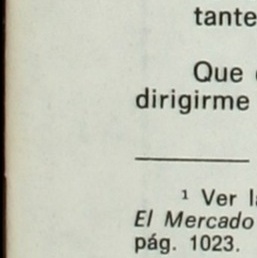 tante
Que
dirigirme
¹ Ver
El Mercado
pág. 1023.